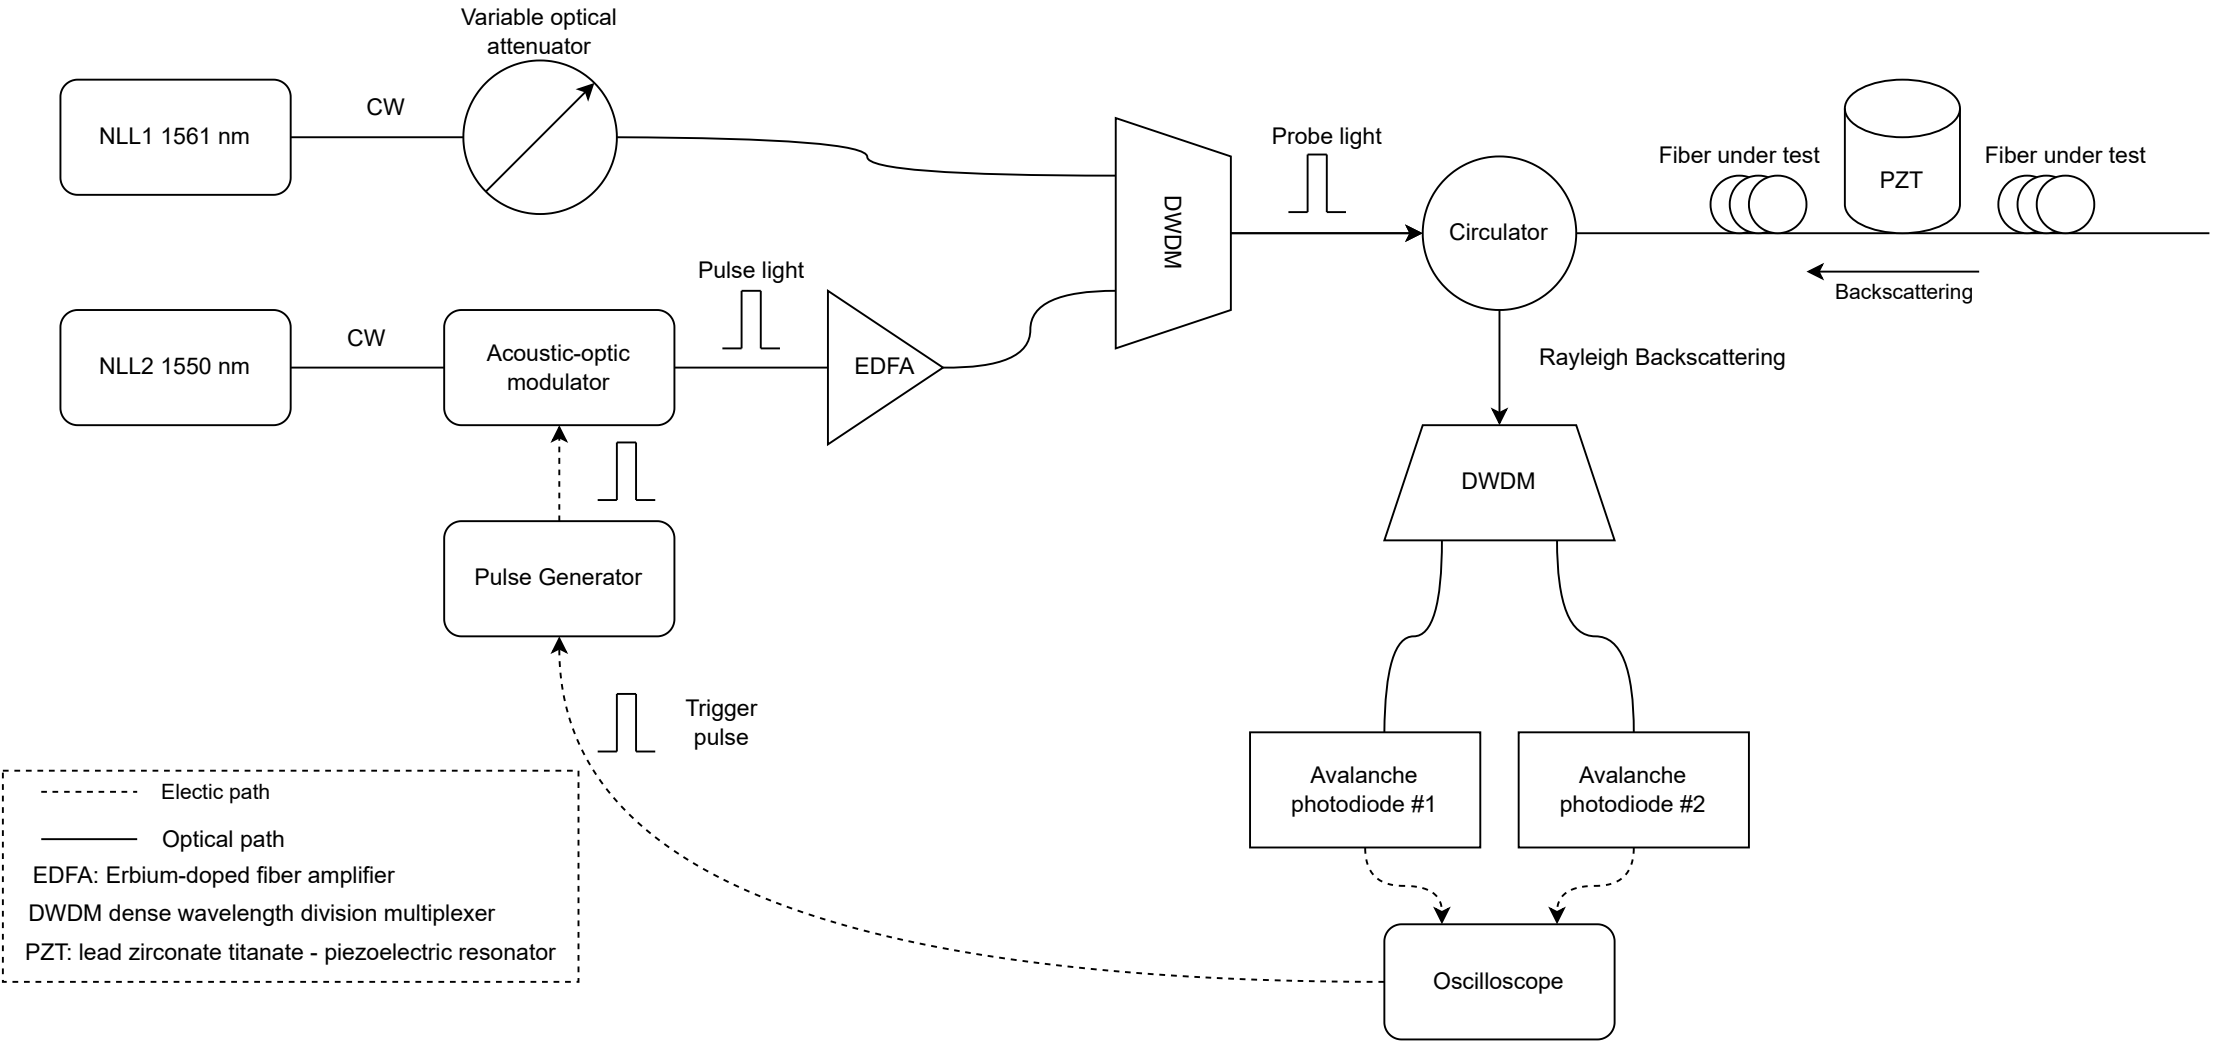 Variable optical
attenuator
NLL1 1561 nm
CW
DWDM
Probe light
Circulator
Fiber under test
PZT
Fiber under test
Backscattering
Pulse light
NLL2 1550 nm
CW
Acoustic-optic
modulator
EDFA
Rayleigh Backscattering
DWDM
Pulse Generator
Trigger
pulse
Avalanche
photodiode #1
Avalanche
photodiode #2
Oscilloscope
Electic path
Optical path
EDFA: Erbium-doped fiber amplifier
DWDM dense wavelength division multiplexer
PZT: lead zirconate titanate - piezoelectric resonator